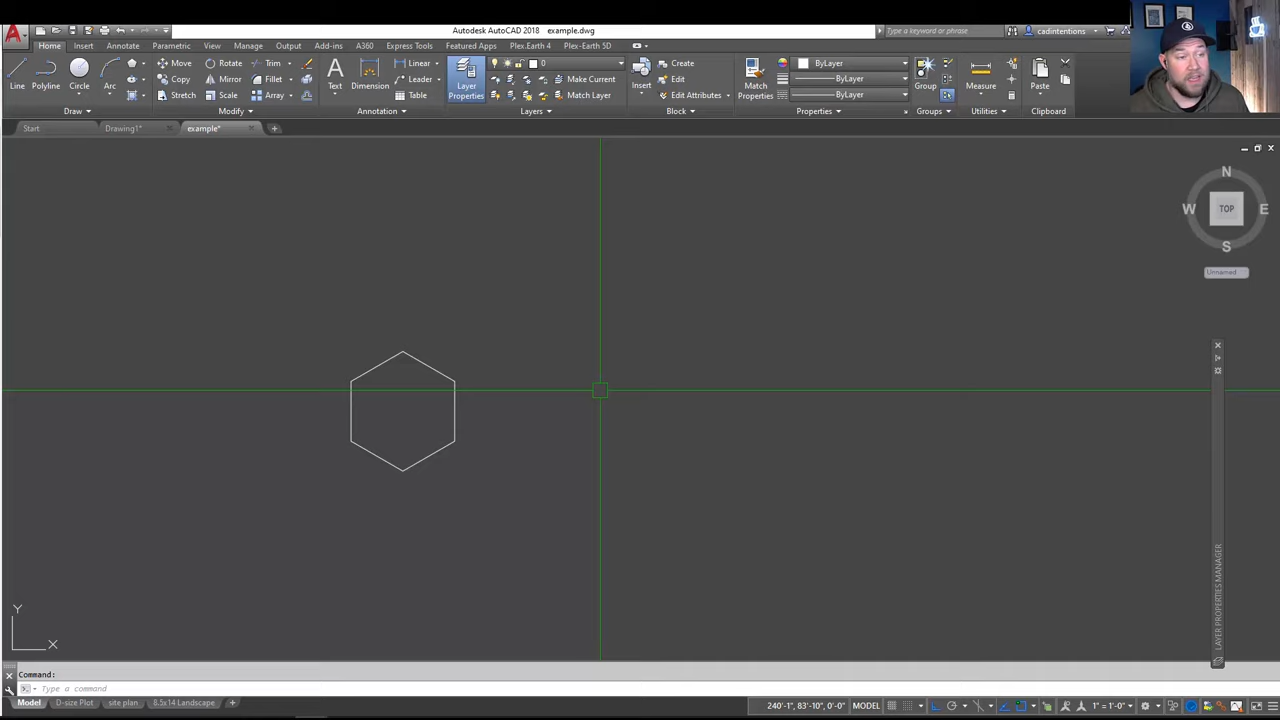 Autodesk AutoCAD 2018 example.dwg
Type a keyword or phrase
cadintentions
Home Insert Annotate Parametric View Manage Output Add-ins A360 Express Tools Featured Apps Plex.Earth 4 Plex-Earth 5D
Line
Polyline
Circle
Arc
Move
Rotate
Trim
Copy
Mirror
Fillet
Stretch
Scale
Array
Text
Dimension
Linear
Leader
Table
Layer
Properties
0
Make Current
Match Layer
Insert
Create
Edit
Edit Attributes
Match
Properties
ByLayer
ByLayer
ByLayer
Group
Measure
Paste
Draw
Modify
Annotation
Layers
Block
Properties
Groups
Utilities
Clipboard
Start
Drawing1*
example*
N
W
TOP
E
S
Unnamed
LAYER PROPERTIES MANAGER
Y
X
Command:
Type a command
Model
D-size Plot
site plan
8.5x14 Landscape
240'-1", 83'-10", 0'-0"
MODEL
1" = 1'-0"